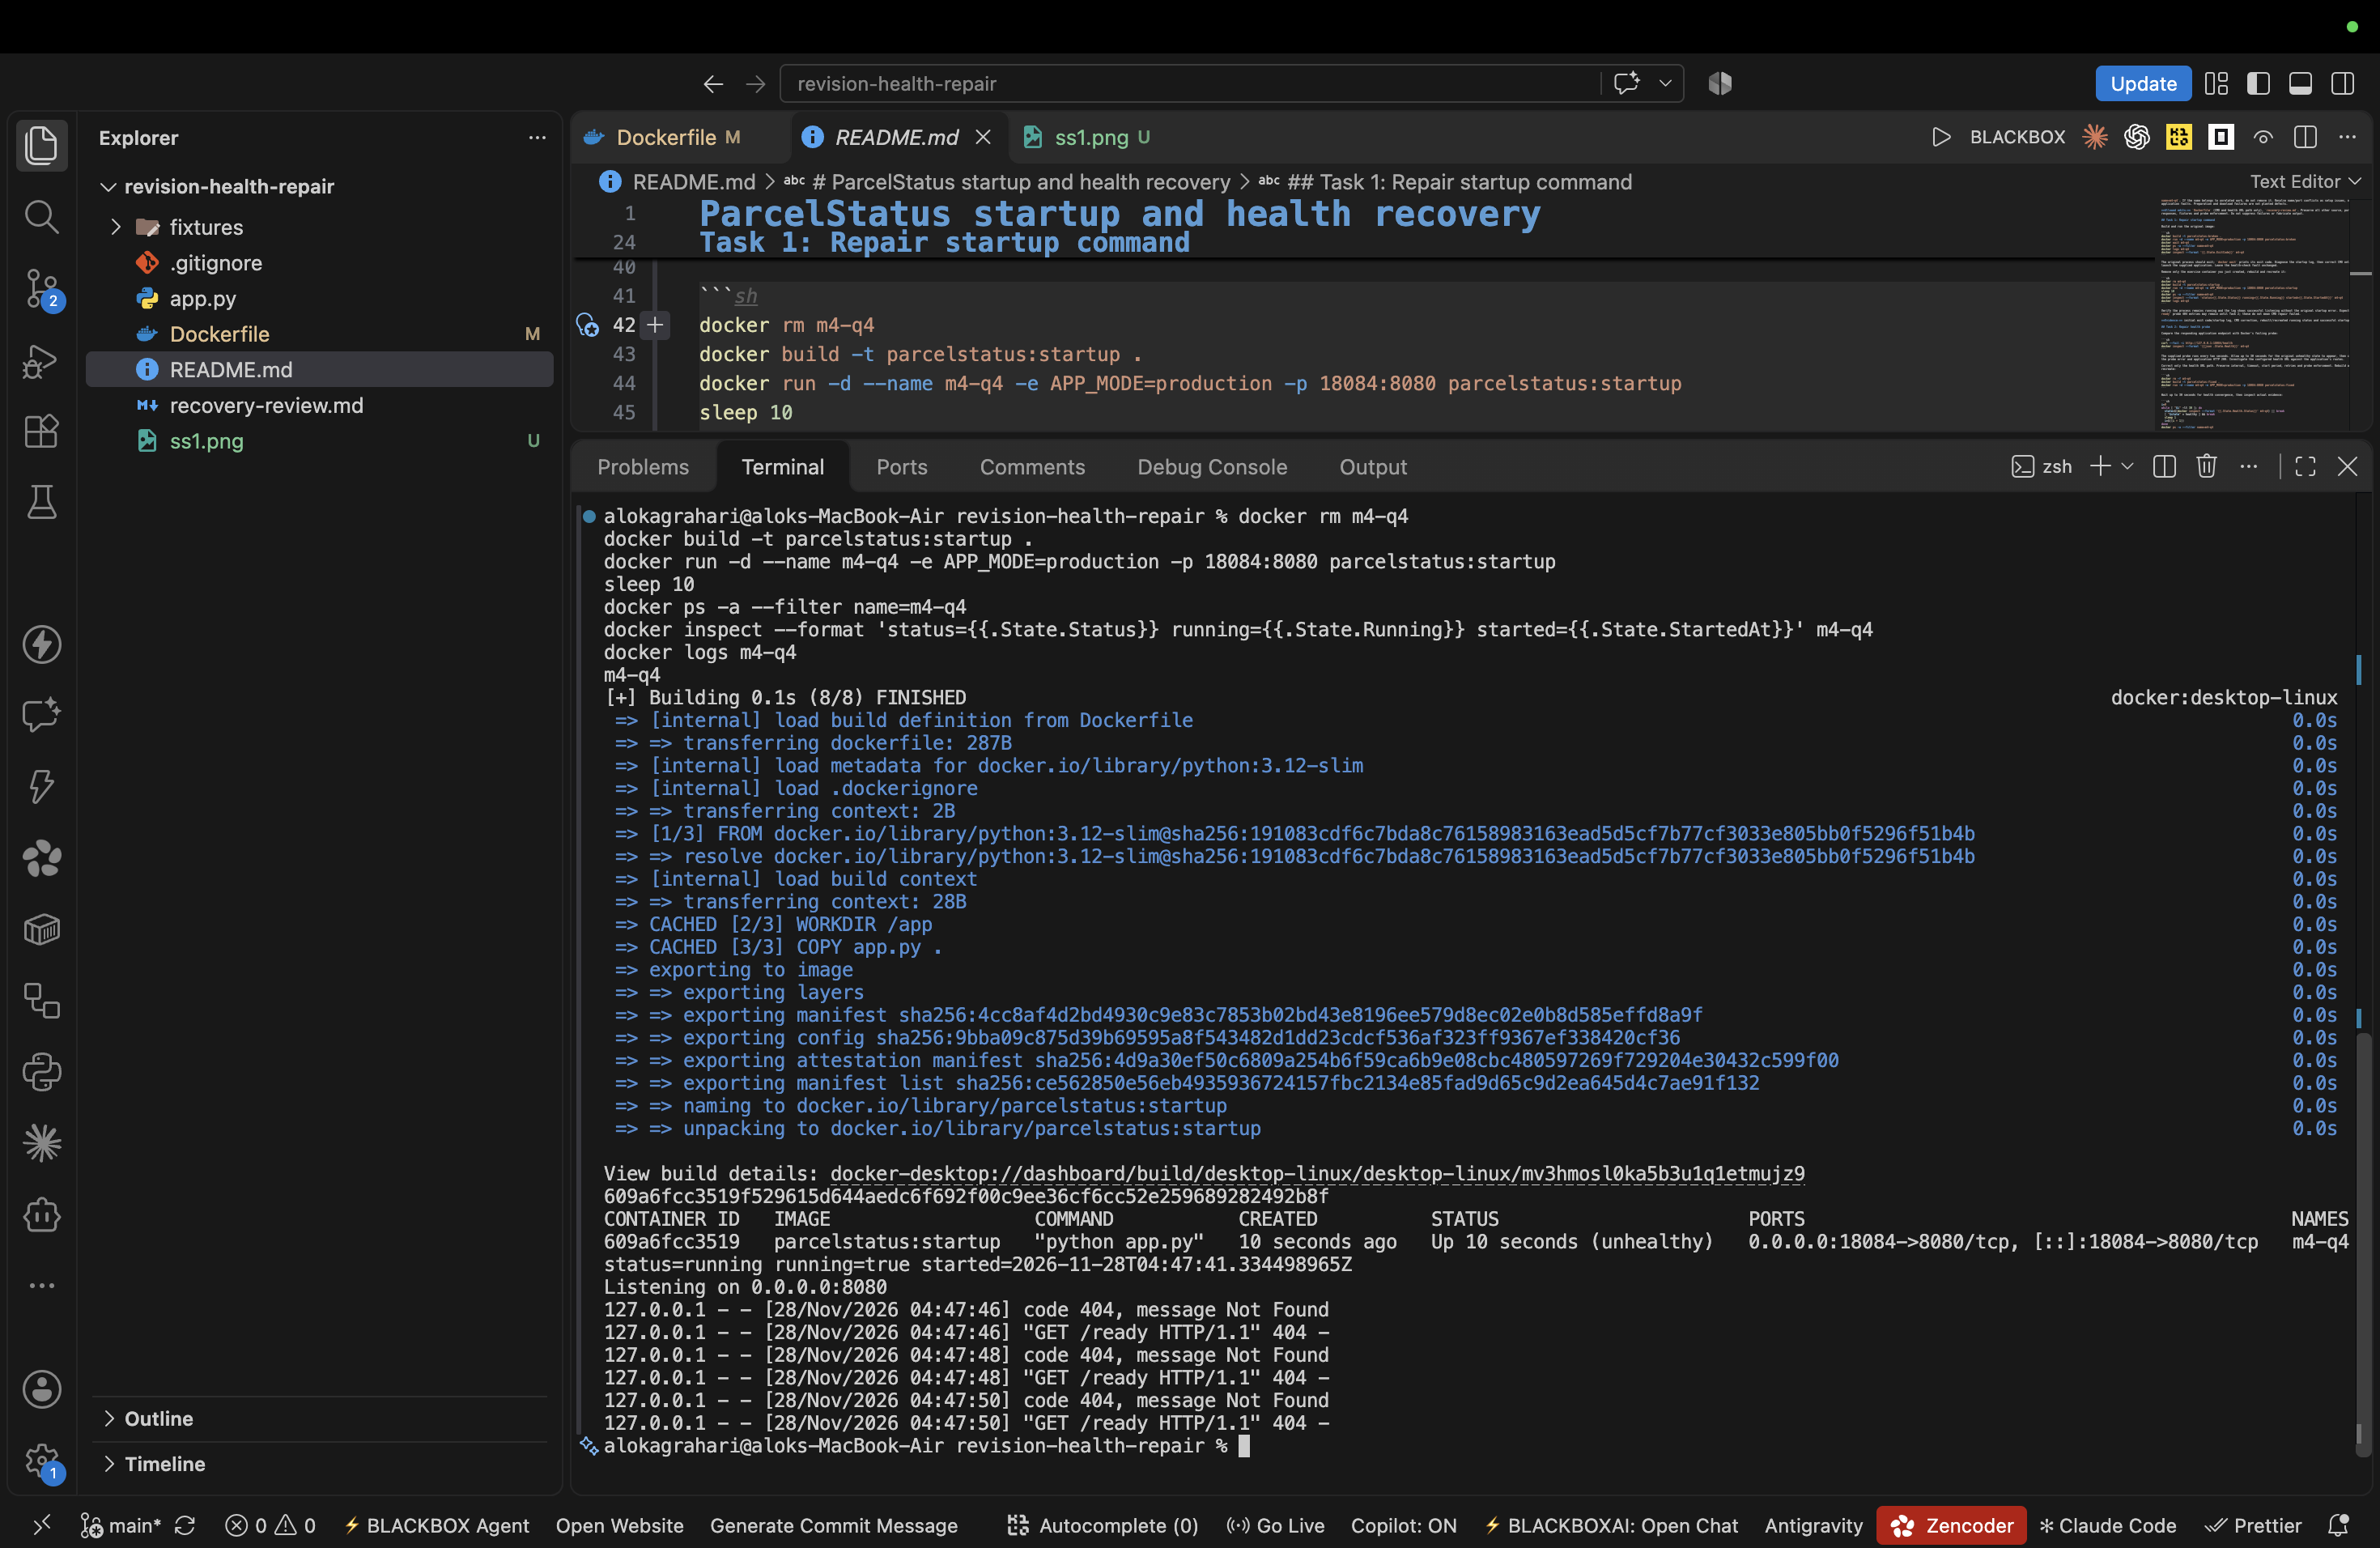 revision-health-repair
Update
Explorer
revision-health-repair
fixtures
.gitignore
app.py
Dockerfile M
README.md
recovery-review.md
ss1.png U
2
Outline
Timeline
1
Dockerfile M
README.md
ss1.png U
BLACKBOX
README.md > abc # ParcelStatus startup and health recovery > abc ## Task 1: Repair startup command
Text Editor
1 ParcelStatus startup and health recovery
24 Task 1: Repair startup command
40
41 ```sh
42 docker rm m4-q4
43 docker build -t parcelstatus:startup .
44 docker run -d --name m4-q4 -e APP_MODE=production -p 18084:8080 parcelstatus:startup
45 sleep 10
Problems Terminal Ports Comments Debug Console Output
zsh
alokagrahari@aloks-MacBook-Air revision-health-repair % docker rm m4-q4
docker build -t parcelstatus:startup .
docker run -d --name m4-q4 -e APP_MODE=production -p 18084:8080 parcelstatus:startup
sleep 10
docker ps -a --filter name=m4-q4
docker inspect --format 'status={{.State.Status}} running={{.State.Running}} started={{.State.StartedAt}}' m4-q4
docker logs m4-q4
m4-q4
[+] Building 0.1s (8/8) FINISHED docker:desktop-linux
=> [internal] load build definition from Dockerfile 0.0s
=> => transferring dockerfile: 287B 0.0s
=> [internal] load metadata for docker.io/library/python:3.12-slim 0.0s
=> [internal] load .dockerignore 0.0s
=> => transferring context: 2B 0.0s
=> [1/3] FROM docker.io/library/python:3.12-slim@sha256:191083cdf6c7bda8c76158983163ead5d5cf7b77cf3033e805bb0f5296f51b4b 0.0s
=> => resolve docker.io/library/python:3.12-slim@sha256:191083cdf6c7bda8c76158983163ead5d5cf7b77cf3033e805bb0f5296f51b4b 0.0s
=> [internal] load build context 0.0s
=> => transferring context: 28B 0.0s
=> CACHED [2/3] WORKDIR /app 0.0s
=> CACHED [3/3] COPY app.py . 0.0s
=> exporting to image 0.0s
=> => exporting layers 0.0s
=> => exporting manifest sha256:4cc8af4d2bd4930c9e83c7853b02bd43e8196ee579d8ec02e0b8d585effd8a9f 0.0s
=> => exporting config sha256:9bba09c875d39b69595a8f543482d1dd23cdcf536af323ff9367ef338420cf36 0.0s
=> => exporting attestation manifest sha256:4d9a30ef50c6809a254b6f59ca6b9e08cbc480597269f729204e30432c599f00 0.0s
=> => exporting manifest list sha256:ce562850e56eb4935936724157fbc2134e85fad9d65c9d2ea645d4c7ae91f132 0.0s
=> => naming to docker.io/library/parcelstatus:startup 0.0s
=> => unpacking to docker.io/library/parcelstatus:startup 0.0s
View build details: docker-desktop://dashboard/build/desktop-linux/desktop-linux/mv3hmosl0ka5b3u1q1etmujz9
609a6fcc3519f529615d644aedc6f692f00c9ee36cf6cc52e259689282492b8f
CONTAINER ID IMAGE COMMAND CREATED STATUS PORTS NAMES
609a6fcc3519 parcelstatus:startup "python app.py" 10 seconds ago Up 10 seconds (unhealthy) 0.0.0.0:18084->8080/tcp, [::]:18084->8080/tcp m4-q4
status=running running=true started=2026-11-28T04:47:41.334498965Z
Listening on 0.0.0.0:8080
127.0.0.1 - - [28/Nov/2026 04:47:46] code 404, message Not Found
127.0.0.1 - - [28/Nov/2026 04:47:46] "GET /ready HTTP/1.1" 404 -
127.0.0.1 - - [28/Nov/2026 04:47:48] code 404, message Not Found
127.0.0.1 - - [28/Nov/2026 04:47:48] "GET /ready HTTP/1.1" 404 -
127.0.0.1 - - [28/Nov/2026 04:47:50] code 404, message Not Found
127.0.0.1 - - [28/Nov/2026 04:47:50] "GET /ready HTTP/1.1" 404 -
alokagrahari@aloks-MacBook-Air revision-health-repair %
main* 0 0 BLACKBOX Agent Open Website Generate Commit Message Autocomplete (0) Go Live Copilot: ON BLACKBOXAI: Open Chat Antigravity Zencoder Claude Code Prettier